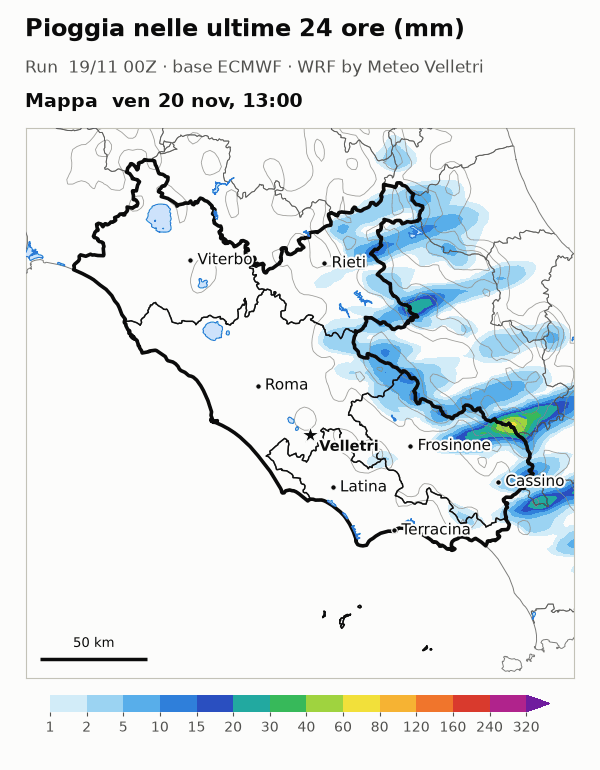 Pioggia nelle ultime 24 ore (mm)
Run  19/11 00Z · base ECMWF · WRF by Meteo Velletri
Mappa  ven 20 nov, 13:00
Viterbo
Rieti
Roma
Velletri
Frosinone
Latina
Cassino
Terracina
50 km
1 2 5 10 15 20 30 40 60 80 120 160 240 320